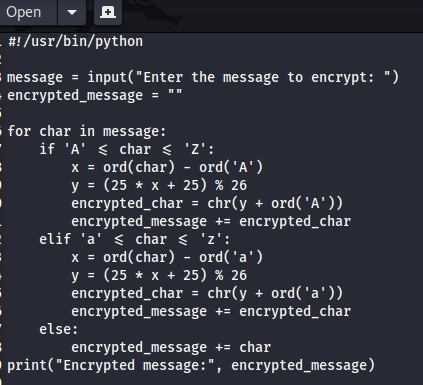 Open
#!/usr/bin/python
message = input("Enter the message to encrypt: ")
encrypted_message = ""
for char in message:
    if 'A' <= char <= 'Z':
        x = ord(char) - ord('A')
        y = (25 * x + 25) % 26
        encrypted_char = chr(y + ord('A'))
        encrypted_message += encrypted_char
    elif 'a' <= char <= 'z':
        x = ord(char) - ord('a')
        y = (25 * x + 25) % 26
        encrypted_char = chr(y + ord('a'))
        encrypted_message += encrypted_char
    else:
        encrypted_message += char
print("Encrypted message:", encrypted_message)